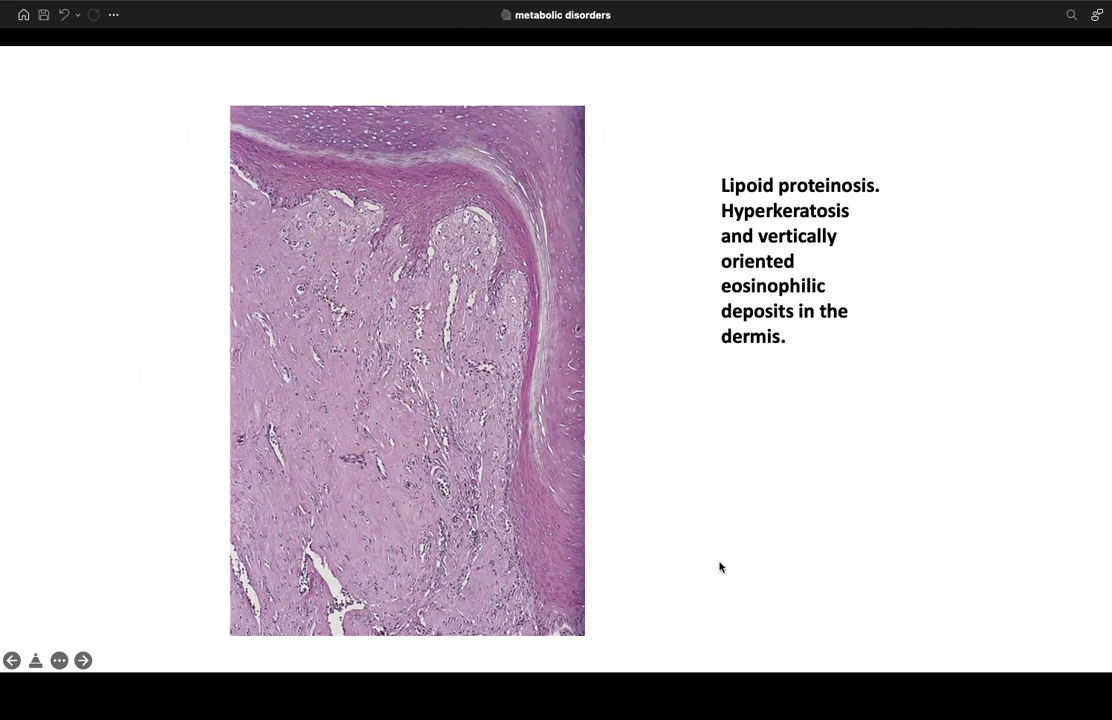 metabolic disorders
Lipoid proteinosis.
Hyperkeratosis
and vertically
oriented
eosinophilic
deposits in the
dermis.